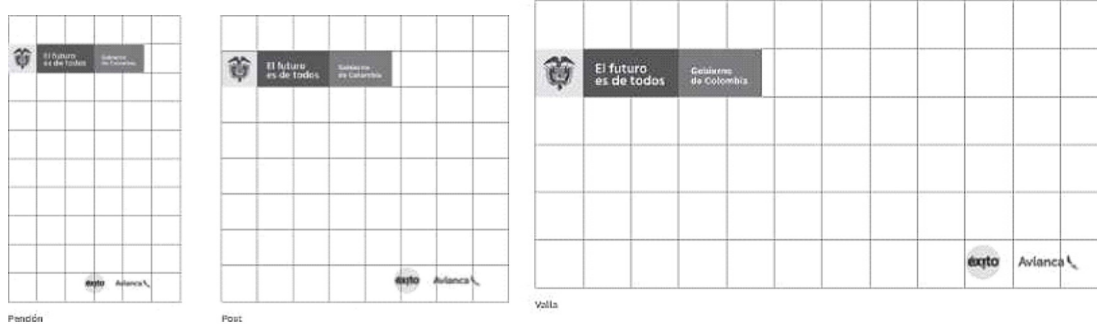 El futuro
es de todos
Gobierno
de Colombia
éxito
Avianca
Pendón
El futuro
es de todos
Gobierno
de Colombia
éxito
Avianca
Post
El futuro
es de todos
Gobierno
de Colombia
éxito
Avianca
Valla